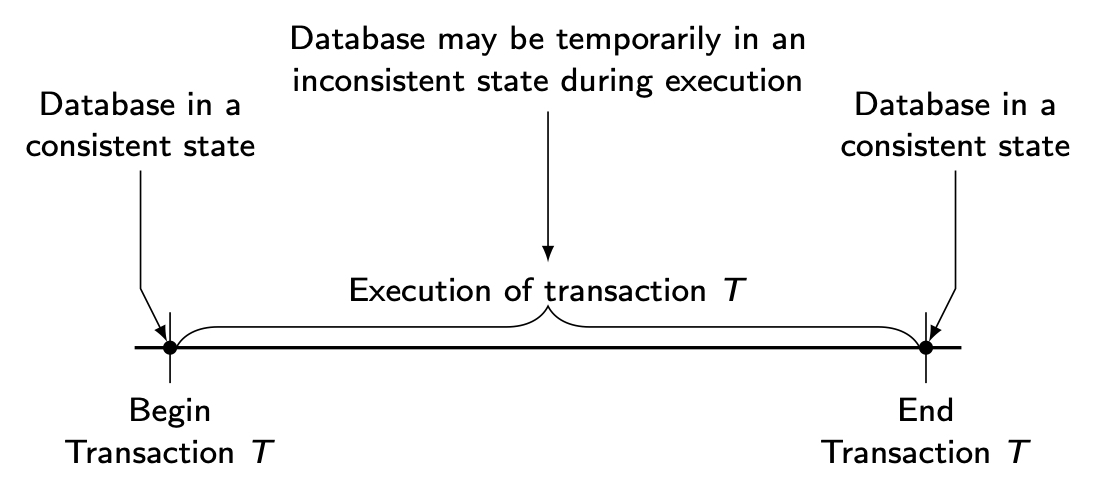 Database may be temporarily in an
inconsistent state during execution
Database in a
consistent state
Database in a
consistent state
Execution of transaction T
Begin
Transaction T
End
Transaction T